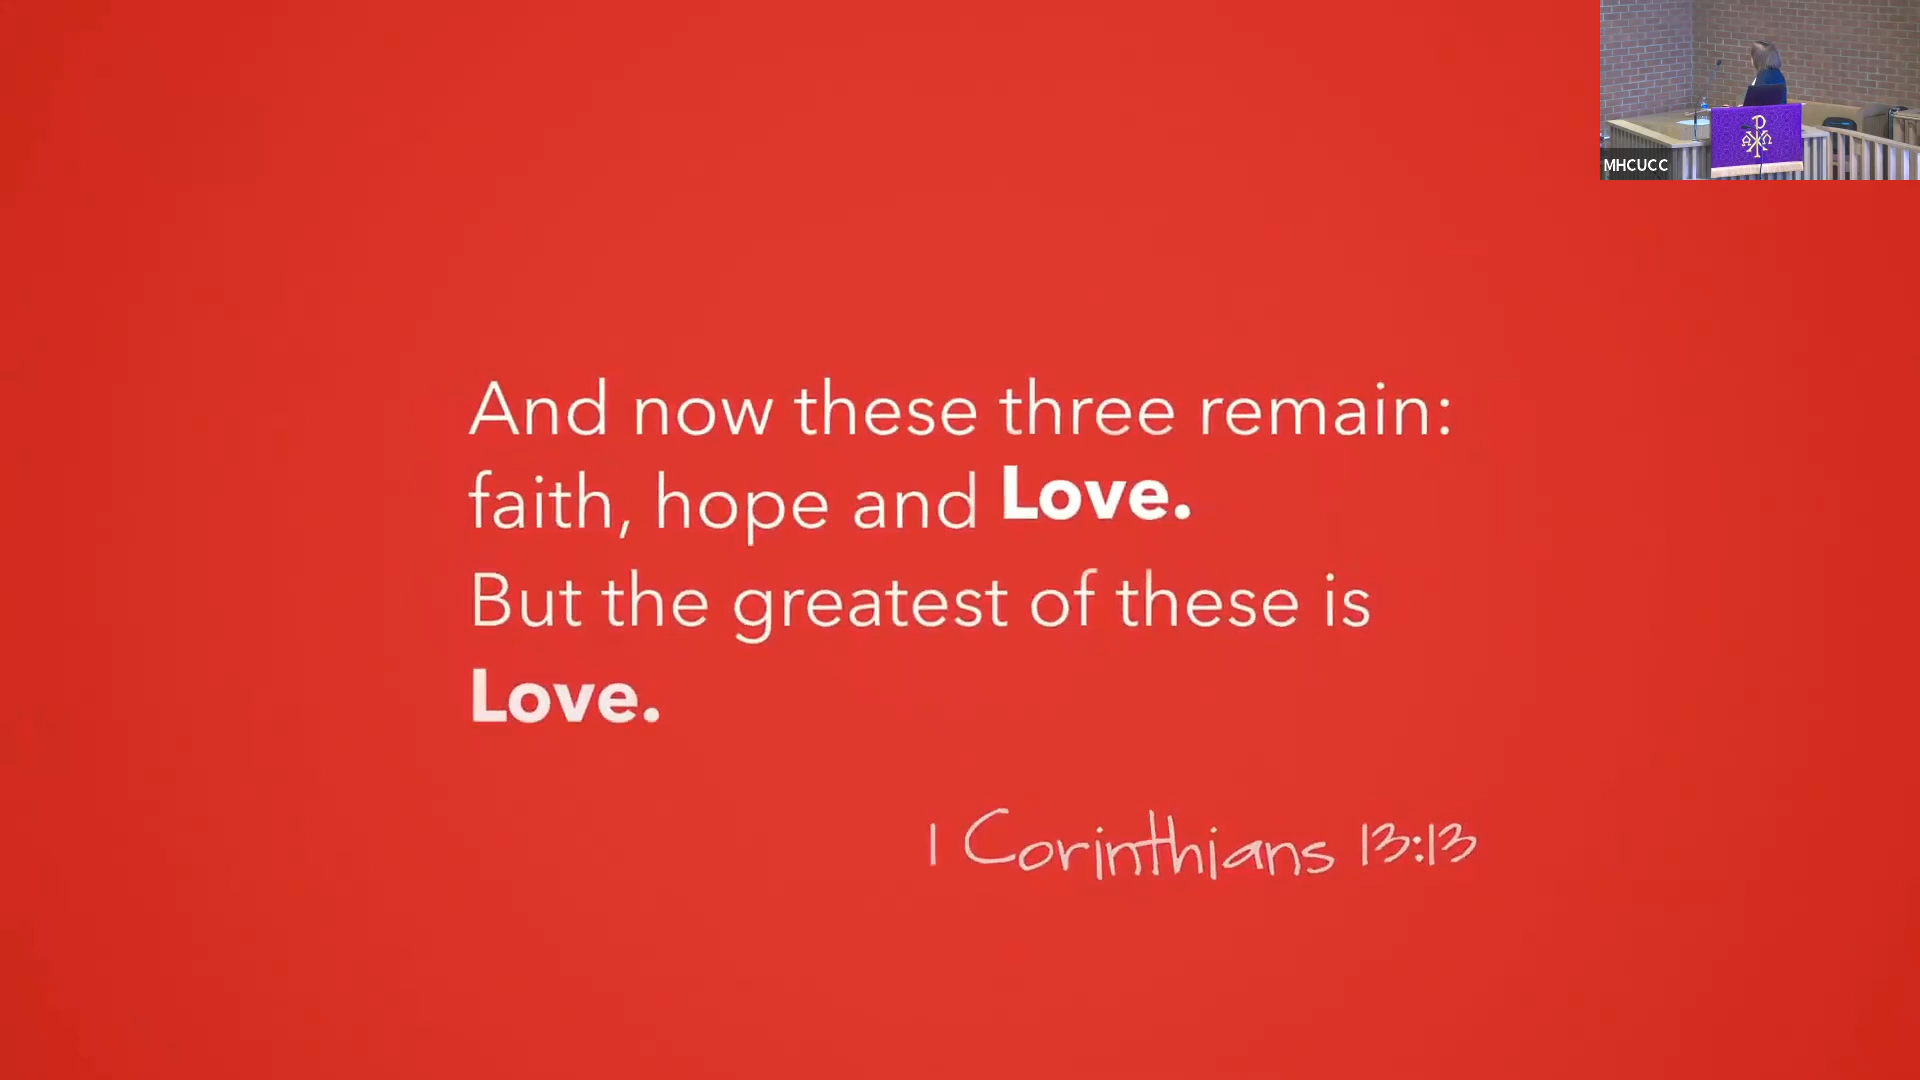 And now these three remain:
faith, hope and Love.
But the greatest of these is
Love.
1 Corinthians 13:13
MHCUCC